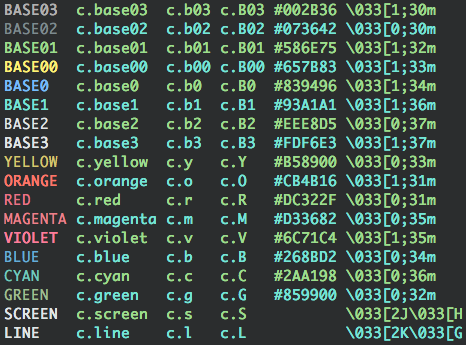 BASE03 c.base03 c.b03 c.B03 #002B36 \033[1;30m
BASE02 c.base02 c.b02 c.B02 #073642 \033[0;30m
BASE01 c.base01 c.b01 c.B01 #586E75 \033[1;32m
BASE00 c.base00 c.b00 c.B00 #657B83 \033[1;33m
BASE0 c.base0 c.b0 c.B0 #839496 \033[1;34m
BASE1 c.base1 c.b1 c.B1 #93A1A1 \033[1;36m
BASE2 c.base2 c.b2 c.B2 #EEE8D5 \033[0;37m
BASE3 c.base3 c.b3 c.B3 #FDF6E3 \033[1;37m
YELLOW c.yellow c.y c.Y #B58900 \033[0;33m
ORANGE c.orange c.o c.O #CB4B16 \033[1;31m
RED c.red c.r c.R #DC322F \033[0;31m
MAGENTA c.magenta c.m c.M #D33682 \033[0;35m
VIOLET c.violet c.v c.V #6C71C4 \033[1;35m
BLUE c.blue c.b c.B #268BD2 \033[0;34m
CYAN c.cyan c.c c.C #2AA198 \033[0;36m
GREEN c.green c.g c.G #859900 \033[0;32m
SCREEN c.screen c.s c.S \033[2J\033[H
LINE c.line c.l c.L \033[2K\033[G